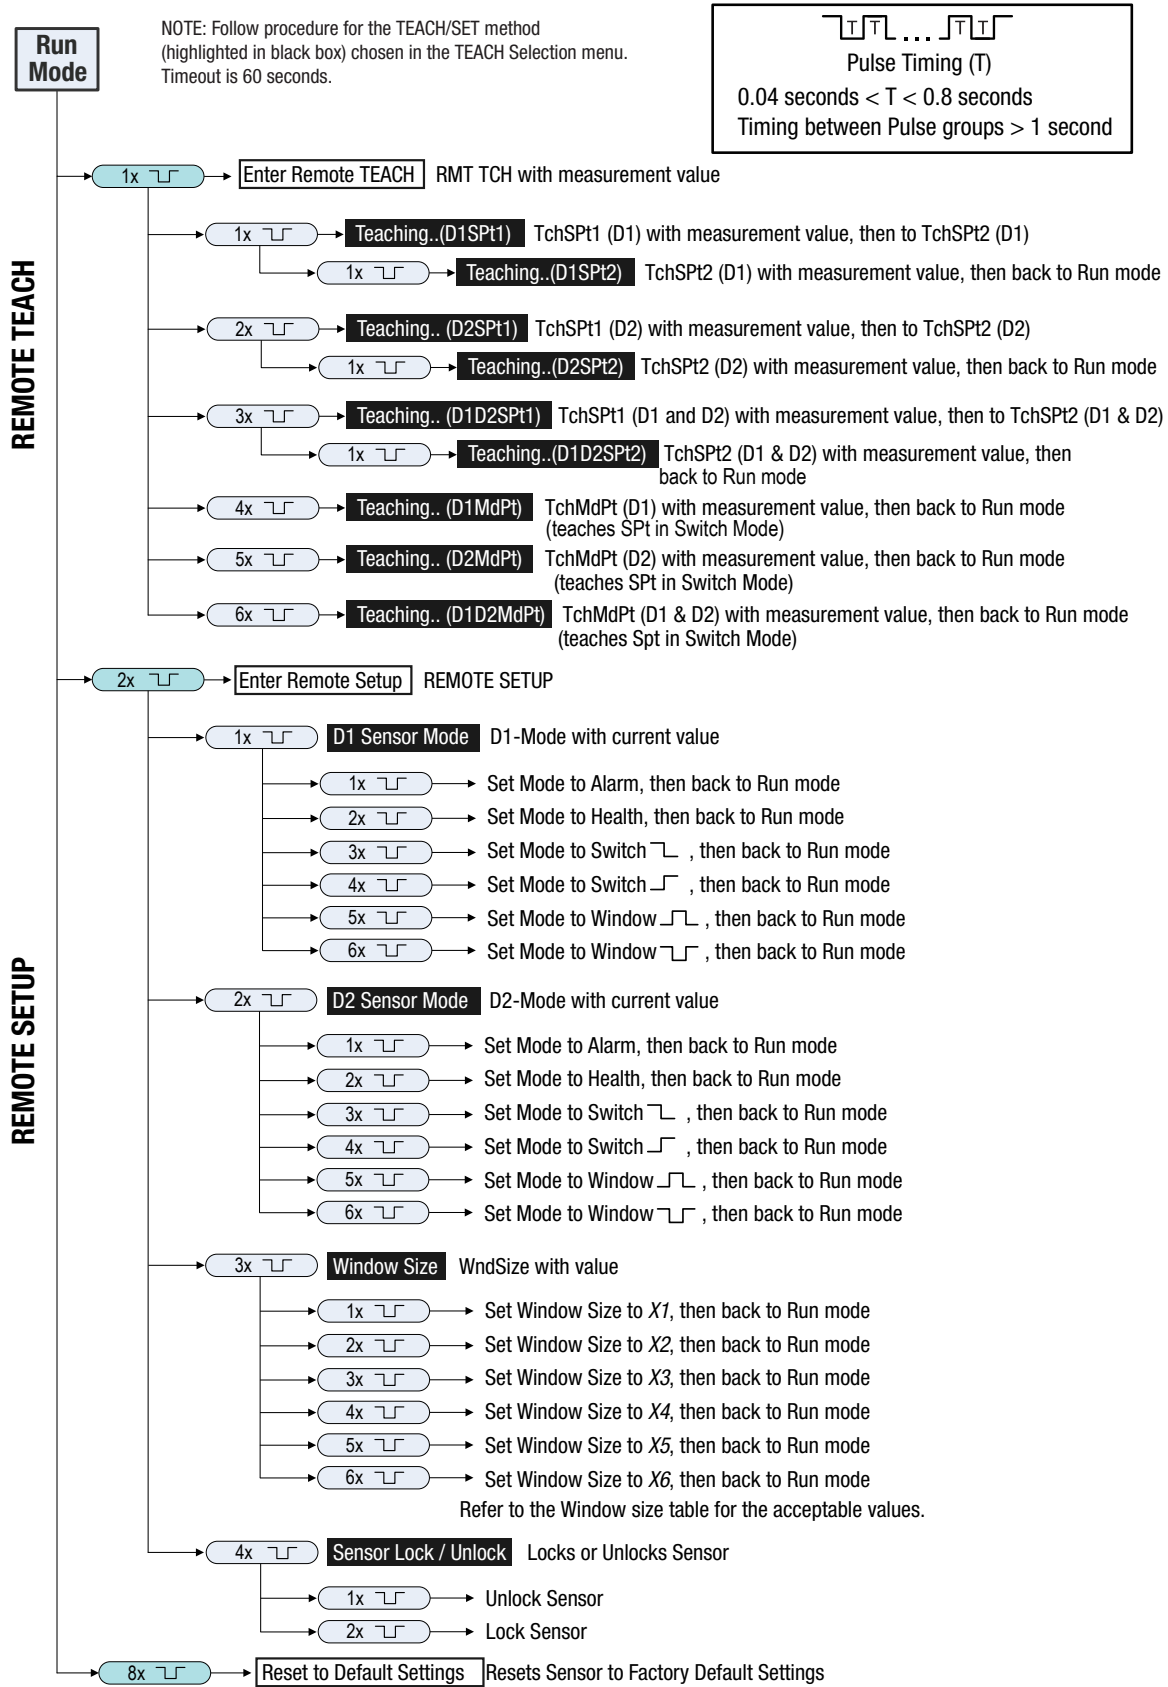 Run
Mode
NOTE: Follow procedure for the TEACH/SET method
(highlighted in black box) chosen in the TEACH Selection menu.
Timeout is 60 seconds.
T T ... T T
Pulse Timing (T)
0.04 seconds < T < 0.8 seconds
Timing between Pulse groups > 1 second
REMOTE TEACH
1x Enter Remote TEACH RMT TCH with measurement value
1x Teaching..(D1SPt1) TchSPt1 (D1) with measurement value, then to TchSPt2 (D1)
1x Teaching..(D1SPt2) TchSPt2 (D1) with measurement value, then back to Run mode
2x Teaching.. (D2SPt1) TchSPt1 (D2) with measurement value, then to TchSPt2 (D2)
1x Teaching..(D2SPt2) TchSPt2 (D2) with measurement value, then back to Run mode
3x Teaching.. (D1D2SPt1) TchSPt1 (D1 and D2) with measurement value, then to TchSPt2 (D1 & D2)
1x Teaching..(D1D2SPt2) TchSPt2 (D1 & D2) with measurement value, then
back to Run mode
4x Teaching.. (D1MdPt) TchMdPt (D1) with measurement value, then back to Run mode
(teaches SPt in Switch Mode)
5x Teaching.. (D2MdPt) TchMdPt (D2) with measurement value, then back to Run mode
(teaches SPt in Switch Mode)
6x Teaching.. (D1D2MdPt) TchMdPt (D1 & D2) with measurement value, then back to Run mode
(teaches Spt in Switch Mode)
REMOTE SETUP
2x Enter Remote Setup REMOTE SETUP
1x D1 Sensor Mode D1-Mode with current value
1x Set Mode to Alarm, then back to Run mode
2x Set Mode to Health, then back to Run mode
3x Set Mode to Switch , then back to Run mode
4x Set Mode to Switch , then back to Run mode
5x Set Mode to Window , then back to Run mode
6x Set Mode to Window , then back to Run mode
2x D2 Sensor Mode D2-Mode with current value
1x Set Mode to Alarm, then back to Run mode
2x Set Mode to Health, then back to Run mode
3x Set Mode to Switch , then back to Run mode
4x Set Mode to Switch , then back to Run mode
5x Set Mode to Window , then back to Run mode
6x Set Mode to Window , then back to Run mode
3x Window Size WndSize with value
1x Set Window Size to X1, then back to Run mode
2x Set Window Size to X2, then back to Run mode
3x Set Window Size to X3, then back to Run mode
4x Set Window Size to X4, then back to Run mode
5x Set Window Size to X5, then back to Run mode
6x Set Window Size to X6, then back to Run mode
Refer to the Window size table for the acceptable values.
4x Sensor Lock / Unlock Locks or Unlocks Sensor
1x Unlock Sensor
2x Lock Sensor
8x Reset to Default Settings Resets Sensor to Factory Default Settings